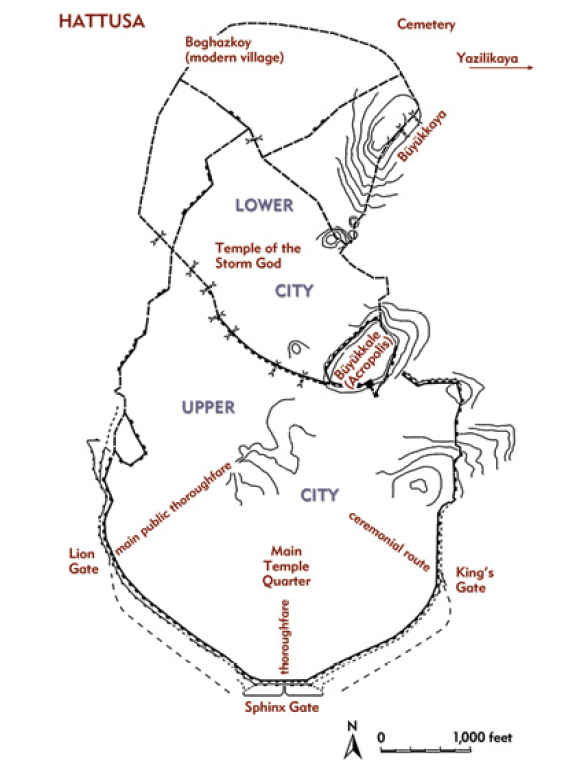 HATTUSA
Cemetery
Boghazkoy
(modern village)
Yazilikaya
Büyükkaya
LOWER
Temple of the
Storm God
CITY
Büyükkale
(Acropolis)
UPPER
CITY
main public thoroughfare
ceremonial route
Lion
Gate
Main
Temple
Quarter
King's
Gate
thoroughfare
Sphinx Gate
N
0 1,000 feet